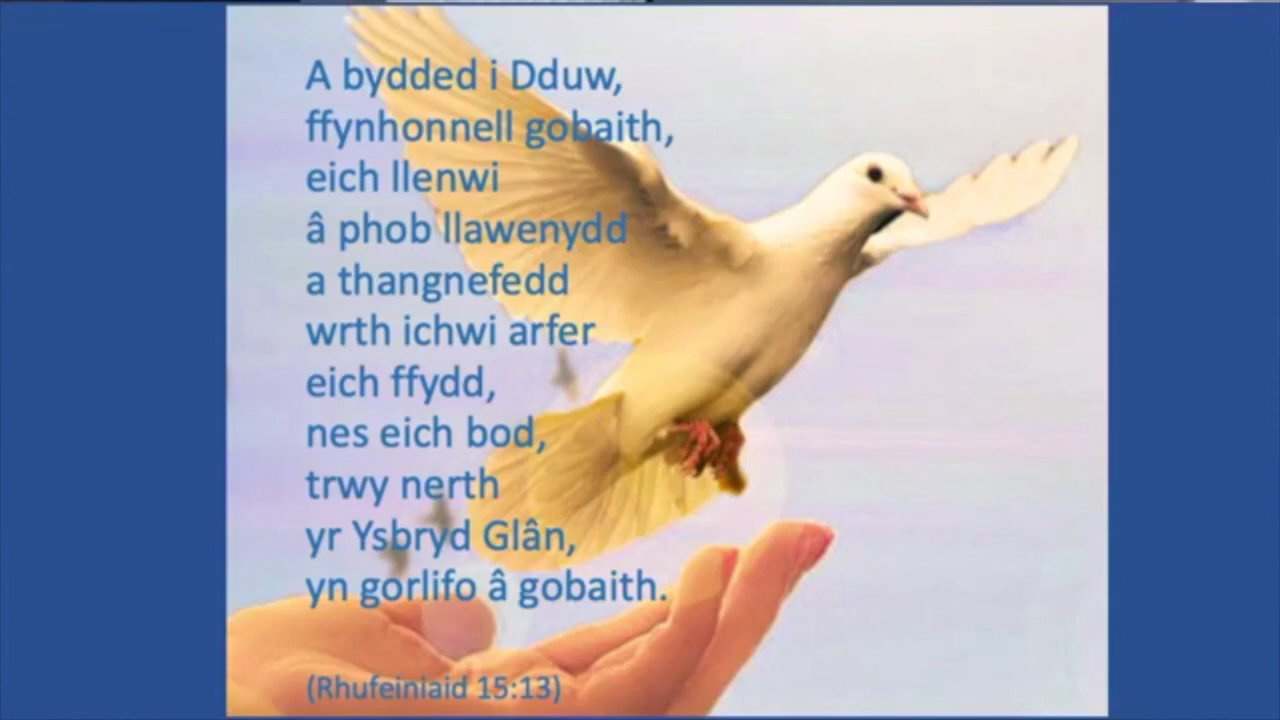 A bydded i Dduw,
ffynhonnell gobaith,
eich llenwi
â phob llawenydd
a thangnefedd
wrth ichwi arfer
eich ffydd,
nes eich bod,
trwy nerth
yr Ysbryd Glân,
yn gorlifo â gobaith.
(Rhufeiniaid 15:13)